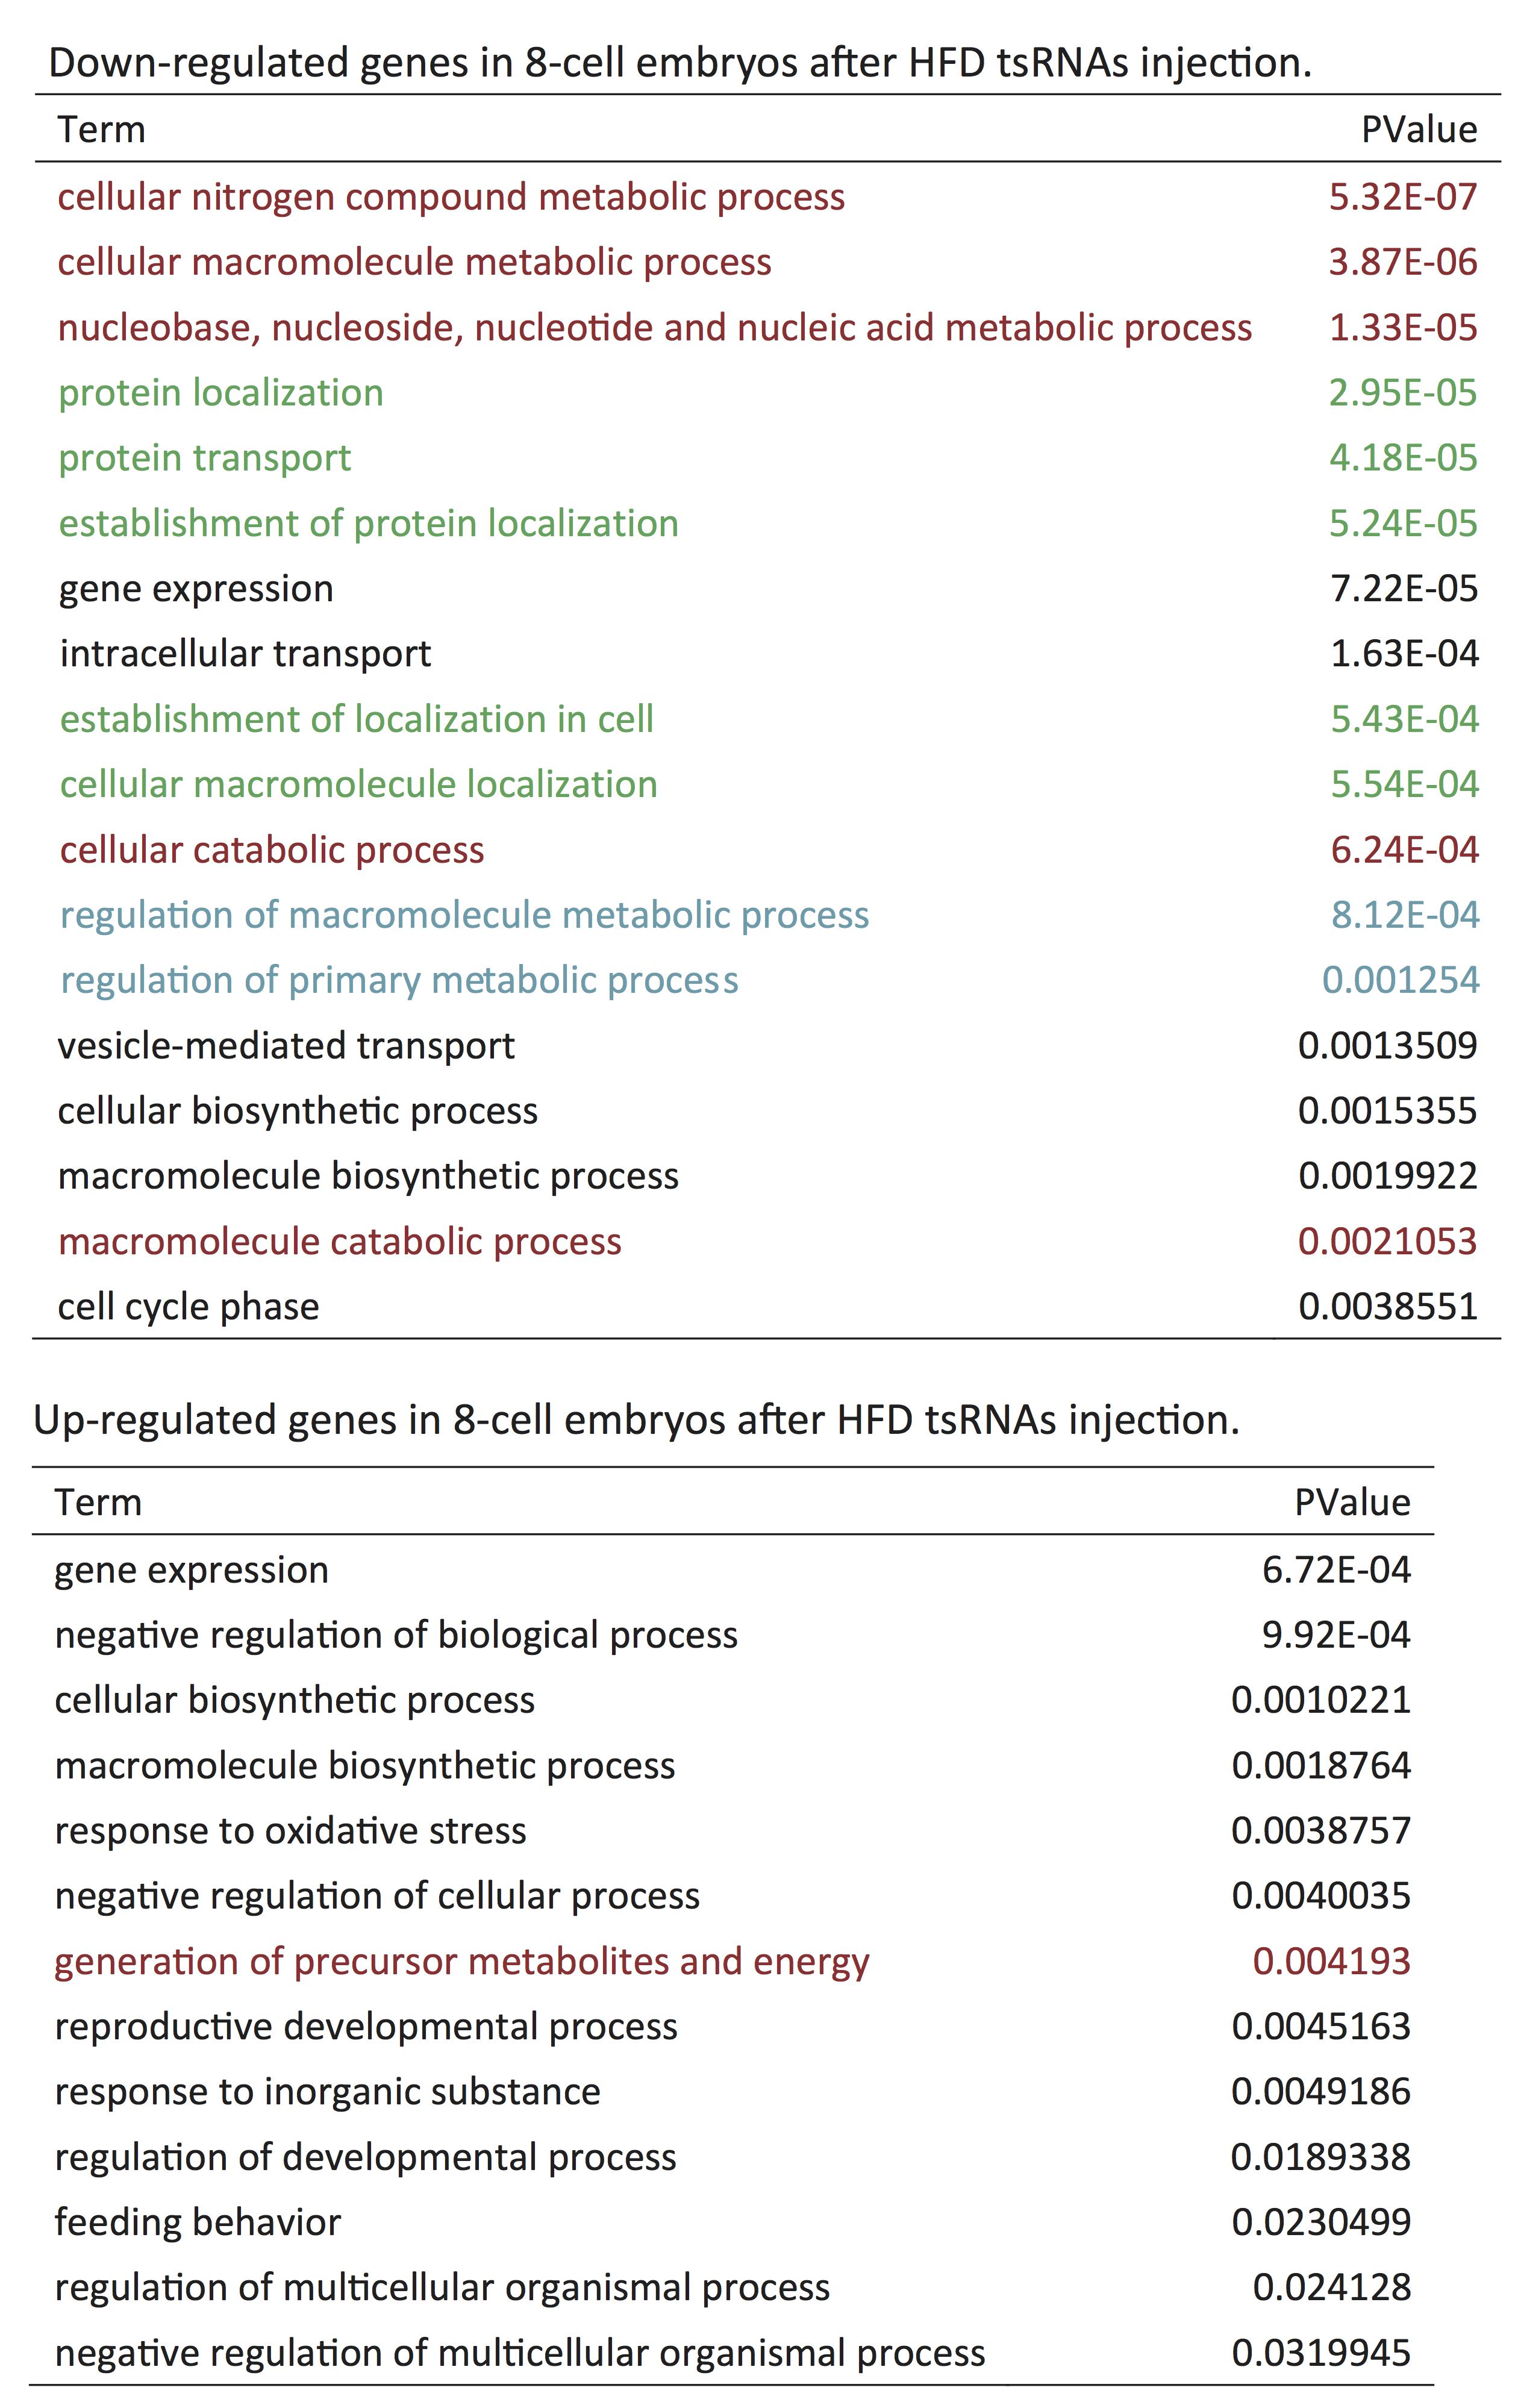 Down-regulated genes in 8-cell embryos after HFD tsRNAs injection.
Term PValue
cellular nitrogen compound metabolic process 5.32E-07
cellular macromolecule metabolic process 3.87E-06
nucleobase, nucleoside, nucleotide and nucleic acid metabolic process 1.33E-05
protein localization 2.95E-05
protein transport 4.18E-05
establishment of protein localization 5.24E-05
gene expression 7.22E-05
intracellular transport 1.63E-04
establishment of localization in cell 5.43E-04
cellular macromolecule localization 5.54E-04
cellular catabolic process 6.24E-04
regulation of macromolecule metabolic process 8.12E-04
regulation of primary metabolic process 0.001254
vesicle-mediated transport 0.0013509
cellular biosynthetic process 0.0015355
macromolecule biosynthetic process 0.0019922
macromolecule catabolic process 0.0021053
cell cycle phase 0.0038551
Up-regulated genes in 8-cell embryos after HFD tsRNAs injection.
Term PValue
gene expression 6.72E-04
negative regulation of biological process 9.92E-04
cellular biosynthetic process 0.0010221
macromolecule biosynthetic process 0.0018764
response to oxidative stress 0.0038757
negative regulation of cellular process 0.0040035
generation of precursor metabolites and energy 0.004193
reproductive developmental process 0.0045163
response to inorganic substance 0.0049186
regulation of developmental process 0.0189338
feeding behavior 0.0230499
regulation of multicellular organismal process 0.024128
negative regulation of multicellular organismal process 0.0319945